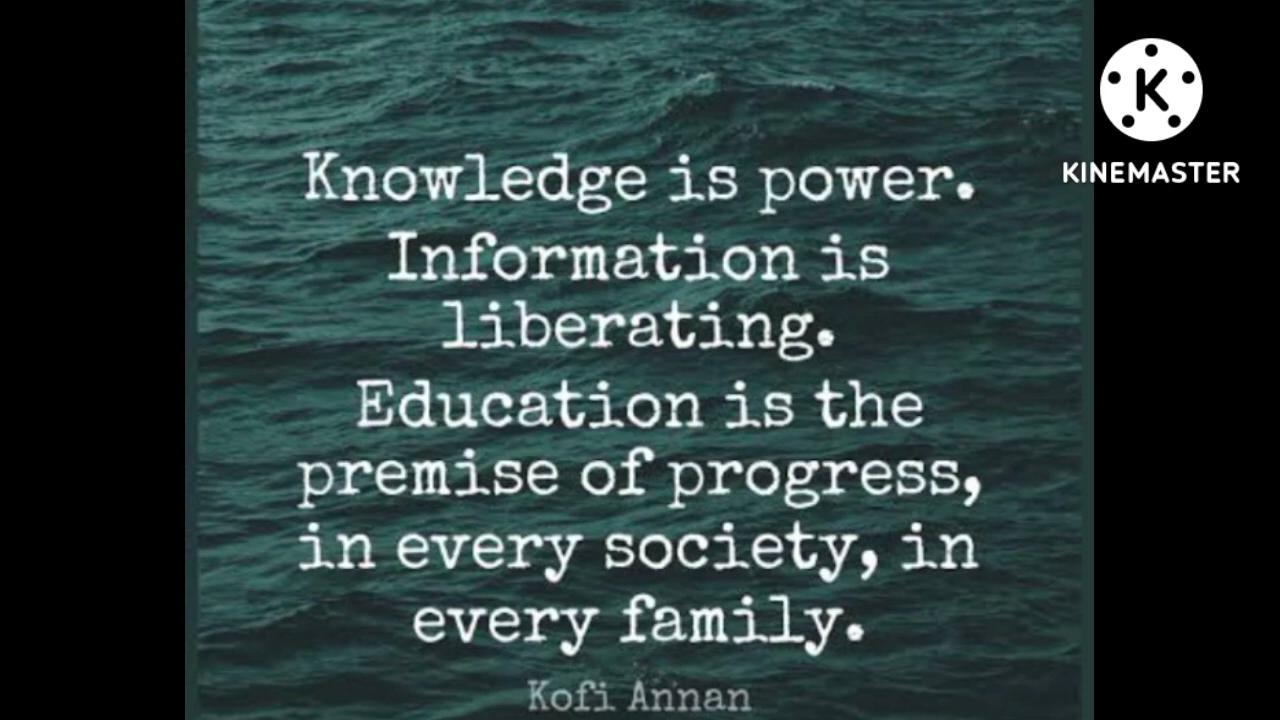 Knowledge is power.
Information is
liberating.
Education is the
premise of progress,
in every society, in
every family.
Kofi Annan
K
KINEMASTER